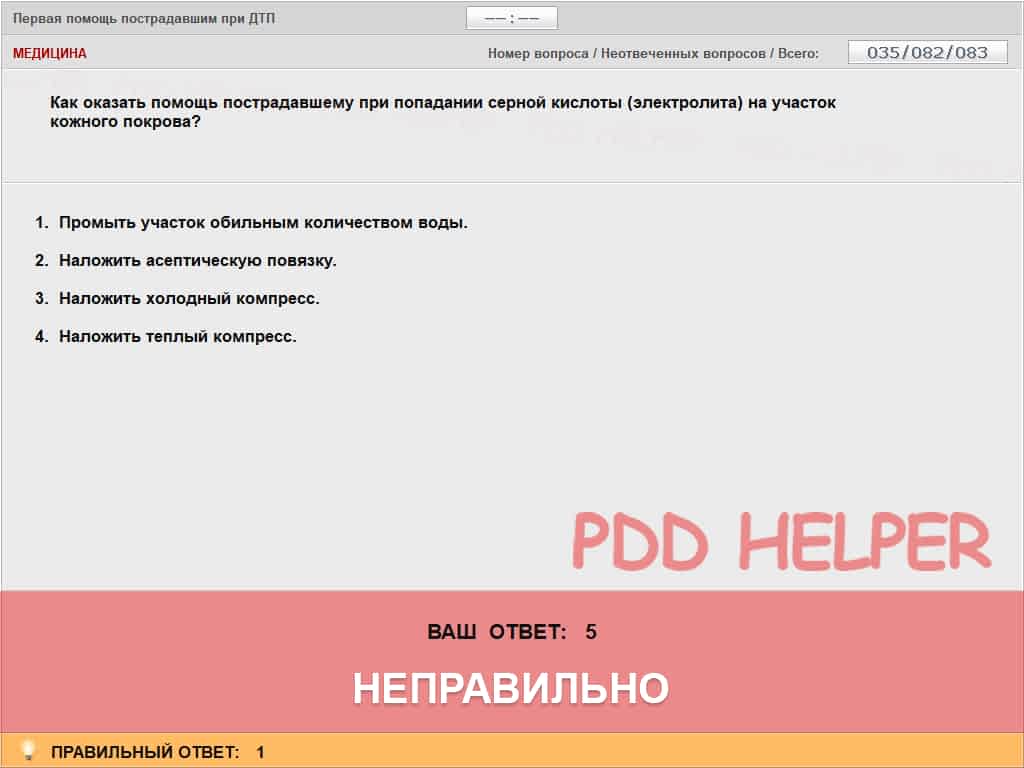 Первая помощь пострадавшим при ДТП
—— : ——
МЕДИЦИНА
Номер вопроса / Неотвеченных вопросов / Всего:
035/082/083
Как оказать помощь пострадавшему при попадании серной кислоты (электролита) на участок
кожного покрова?
1. Промыть участок обильным количеством воды.
2. Наложить асептическую повязку.
3. Наложить холодный компресс.
4. Наложить теплый компресс.
PDD HELPER
ВАШ ОТВЕТ: 5
НЕПРАВИЛЬНО
ПРАВИЛЬНЫЙ ОТВЕТ: 1